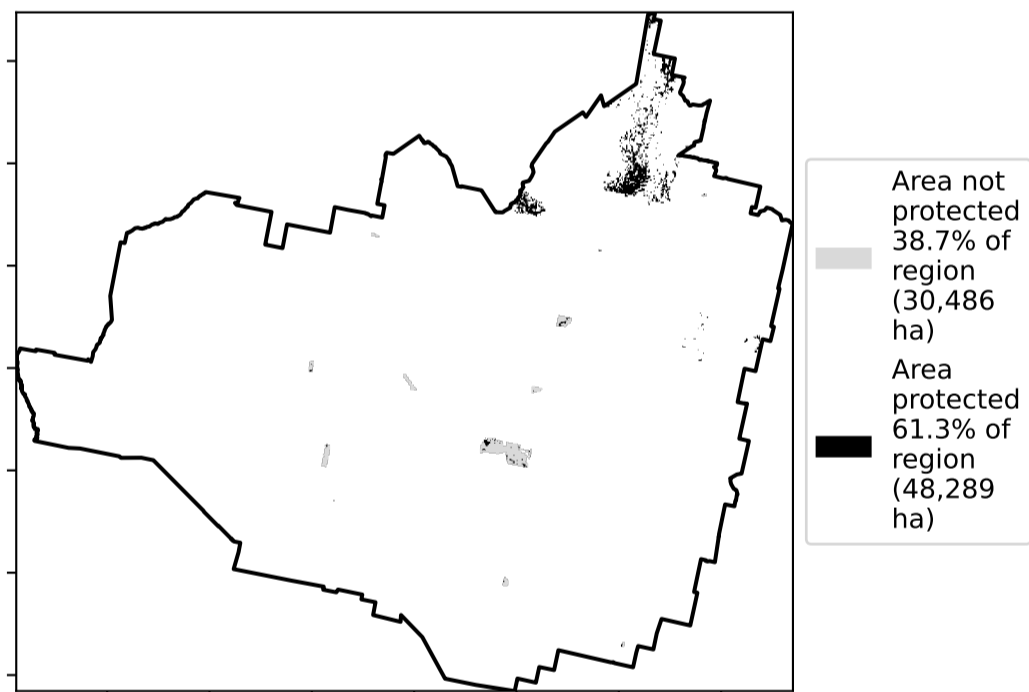 Area not
protected
38.7% of
region
(30,486
ha)
Area
protected
61.3% of
region
(48,289
ha)